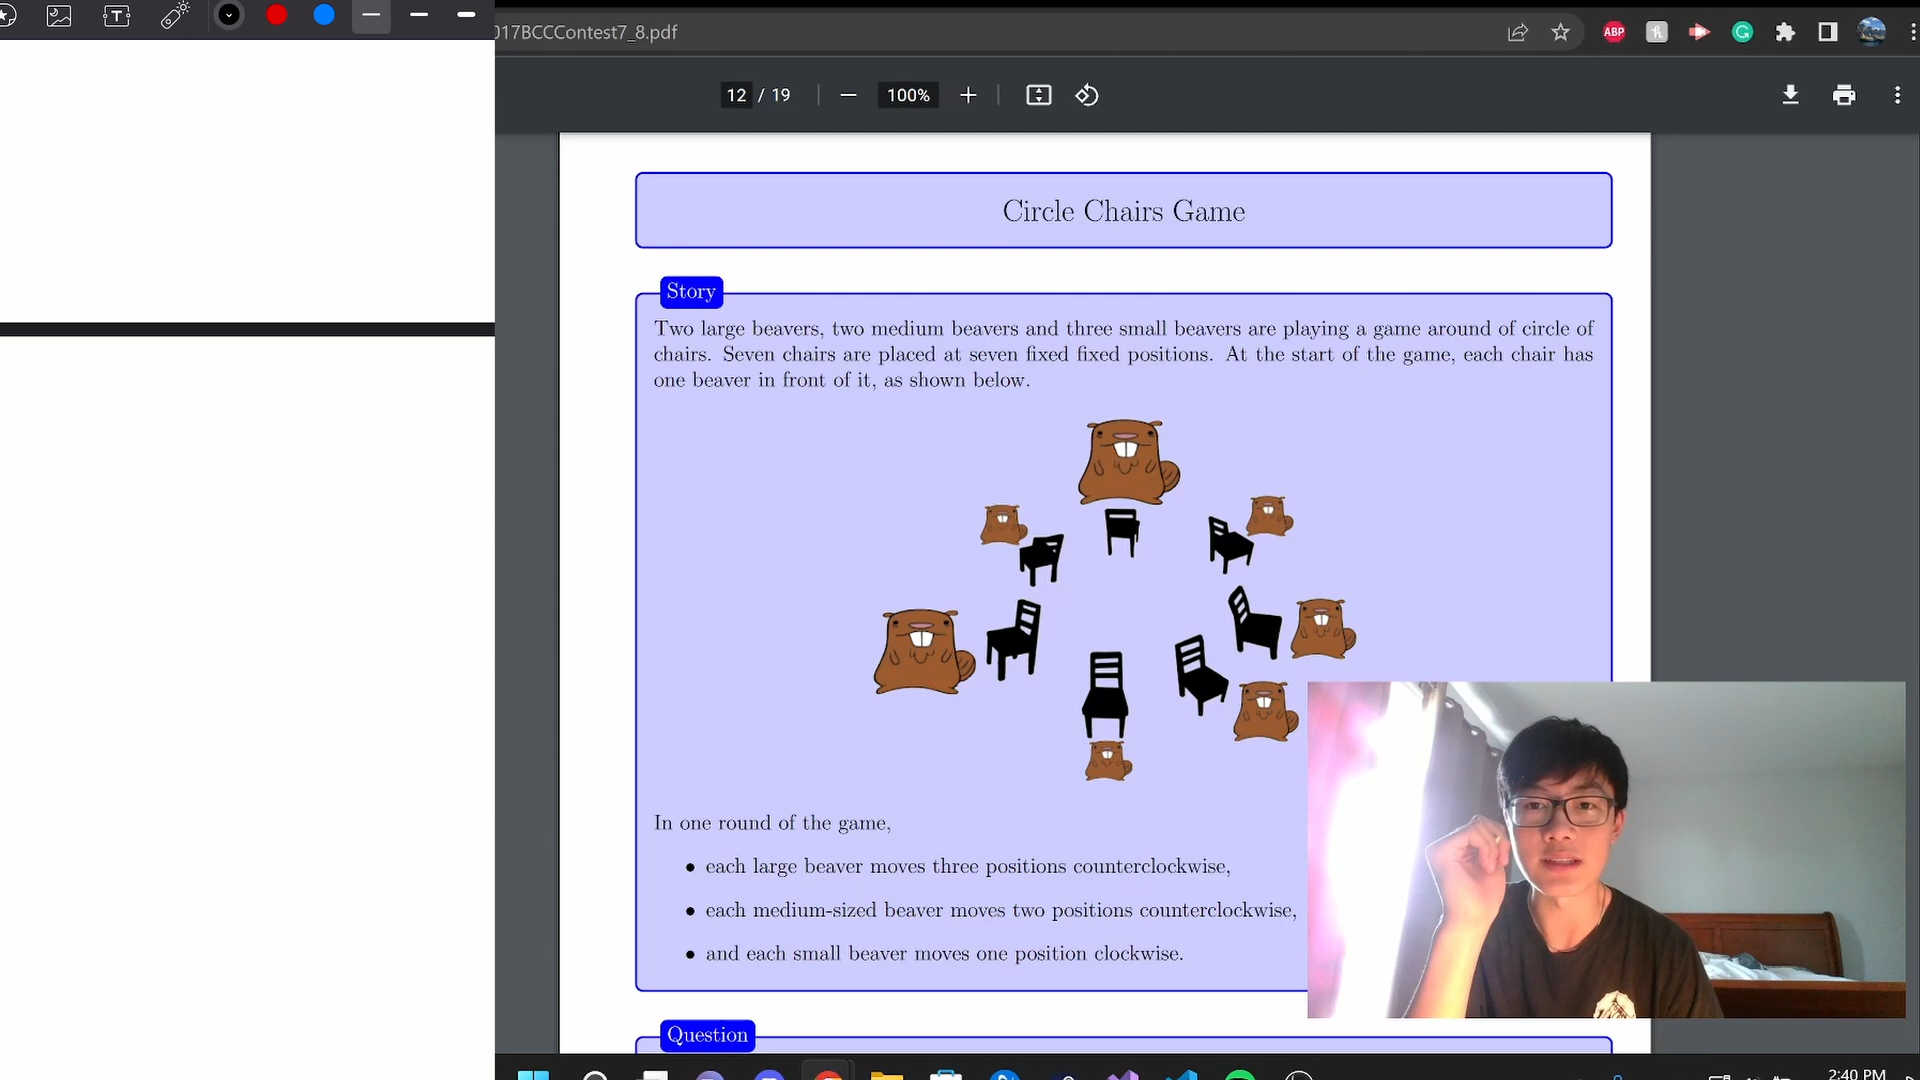 017BCCContest7_8.pdf
ABP
12 / 19
100%
Circle Chairs Game
Story
Two large beavers, two medium beavers and three small beavers are playing a game around of circle of
chairs. Seven chairs are placed at seven fixed fixed positions. At the start of the game, each chair has
one beaver in front of it, as shown below.
In one round of the game,
• each large beaver moves three positions counterclockwise,
• each medium-sized beaver moves two positions counterclockwise,
• and each small beaver moves one position clockwise.
Question
2:40 PM